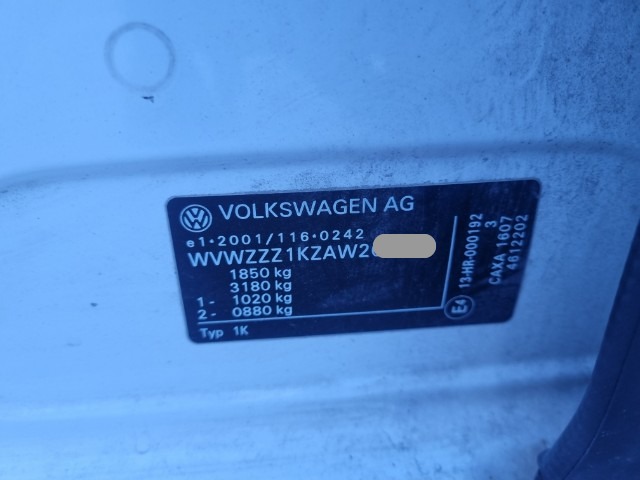 VOLKSWAGEN AG
e1*2001/116*0242
WVWZZZ1KZAW2
1850 kg
3180 kg
1- 1020 kg
2- 0880 kg
Typ 1K
E4
13-HR-000192
3
CAXA 1607
4612202